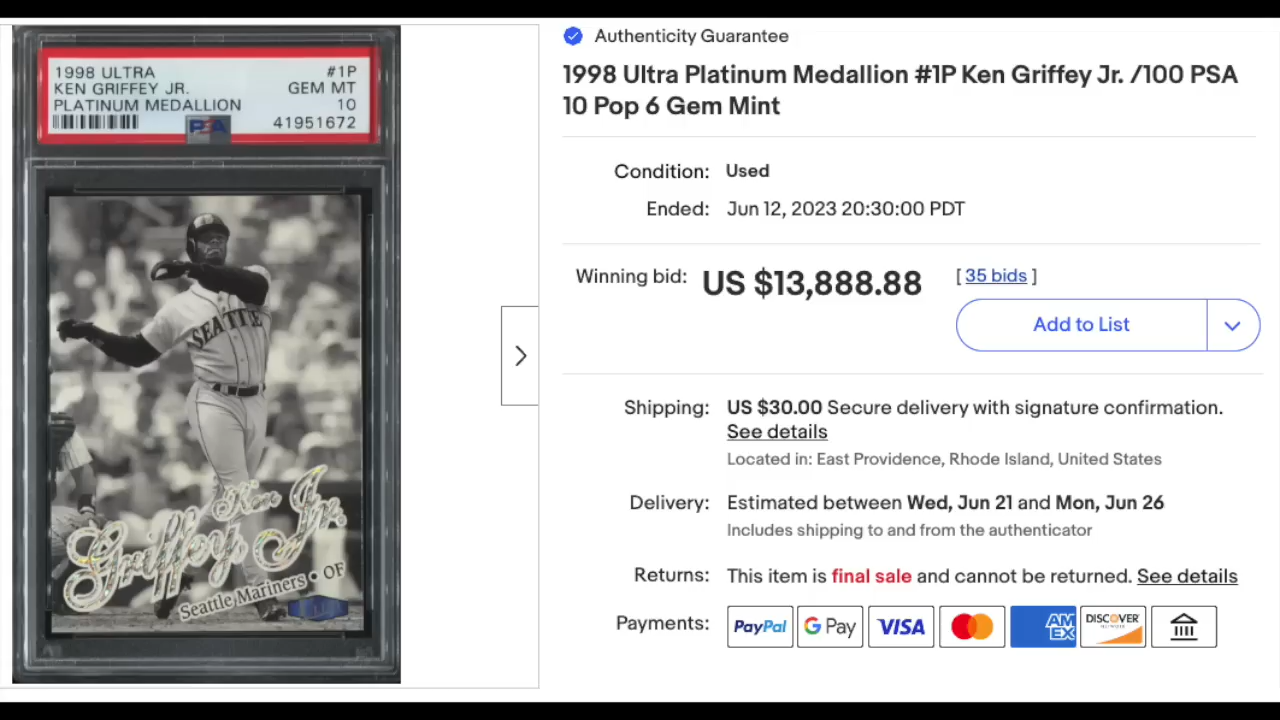 1998 ULTRA #1P
KEN GRIFFEY JR. GEM MT
PLATINUM MEDALLION 10
PSA 41951672
SEATTLE
Ken
Griffey Jr.
Seattle Mariners • OF
Authenticity Guarantee
1998 Ultra Platinum Medallion #1P Ken Griffey Jr. /100 PSA
10 Pop 6 Gem Mint
Condition: Used
Ended: Jun 12, 2023 20:30:00 PDT
Winning bid: US $13,888.88 [ 35 bids ]
Add to List
Shipping: US $30.00 Secure delivery with signature confirmation.
See details
Located in: East Providence, Rhode Island, United States
Delivery: Estimated between Wed, Jun 21 and Mon, Jun 26
Includes shipping to and from the authenticator
Returns: This item is final sale and cannot be returned. See details
Payments: PayPal G Pay VISA AM EX DISCOVER